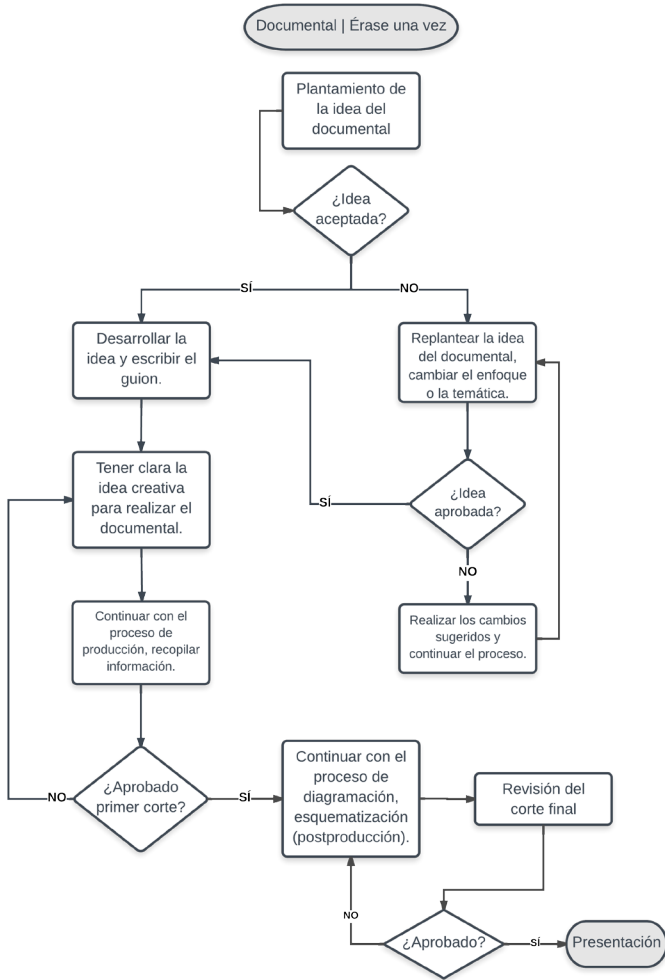 Documental | Érase una vez
Plantamiento de
la idea del
documental
¿Idea
aceptada?
SÍ
NO
Desarrollar la
idea y escribir el
guion.
Replantear la idea
del documental,
cambiar el enfoque
o la temática.
Tener clara la
idea creativa
para realizar el
documental.
SÍ
¿Idea
aprobada?
NO
Continuar con el
proceso de
producción, recopilar
información.
Realizar los cambios
sugeridos y
continuar el proceso.
NO
¿Aprobado
primer corte?
SÍ
Continuar con el
proceso de
diagramación,
esquematización
(postproducción).
Revisión del
corte final
NO
¿Aprobado?
SÍ
Presentación